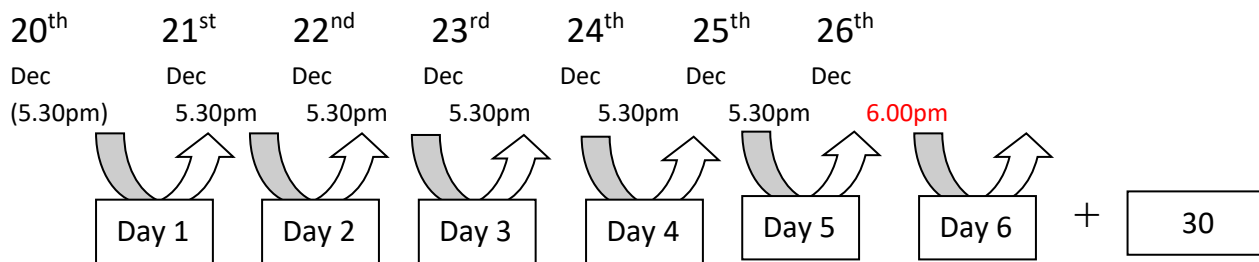 20th 21st 22nd 23rd 24th 25th 26th
Dec Dec Dec Dec Dec Dec Dec
(5.30pm) 5.30pm 5.30pm 5.30pm 5.30pm 5.30pm 6.00pm
Day 1 Day 2 Day 3 Day 4 Day 5 Day 6 + 30